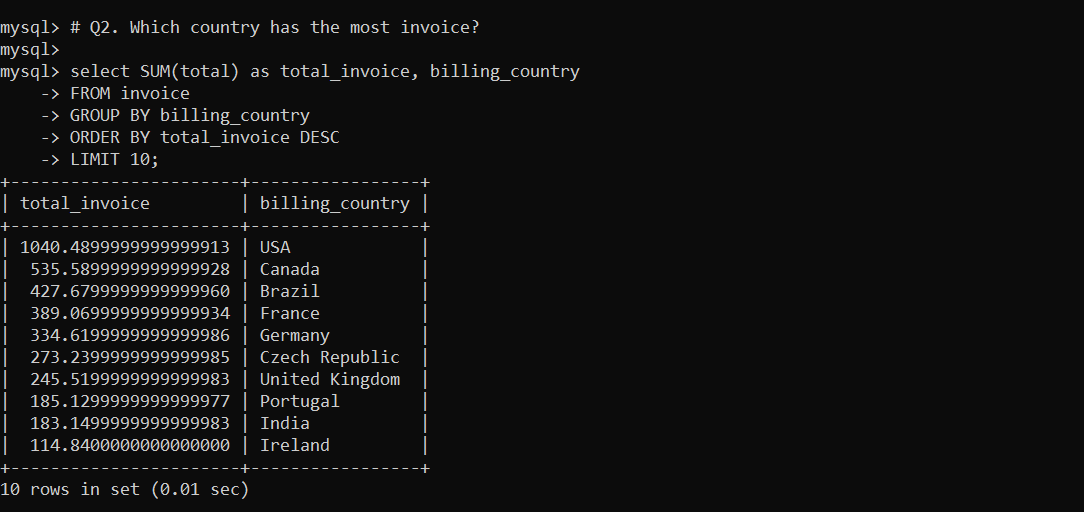 mysql> # Q2. Which country has the most invoice?
mysql>
mysql> select SUM(total) as total_invoice, billing_country
    -> FROM invoice
    -> GROUP BY billing_country
    -> ORDER BY total_invoice DESC
    -> LIMIT 10;
+-----------------------+-----------------+
| total_invoice         | billing_country |
+-----------------------+-----------------+
| 1040.4899999999999913 | USA             |
|  535.5899999999999928 | Canada          |
|  427.6799999999999960 | Brazil          |
|  389.0699999999999934 | France          |
|  334.6199999999999986 | Germany         |
|  273.2399999999999985 | Czech Republic  |
|  245.5199999999999983 | United Kingdom  |
|  185.1299999999999977 | Portugal        |
|  183.1499999999999983 | India           |
|  114.8400000000000000 | Ireland         |
+-----------------------+-----------------+
10 rows in set (0.01 sec)